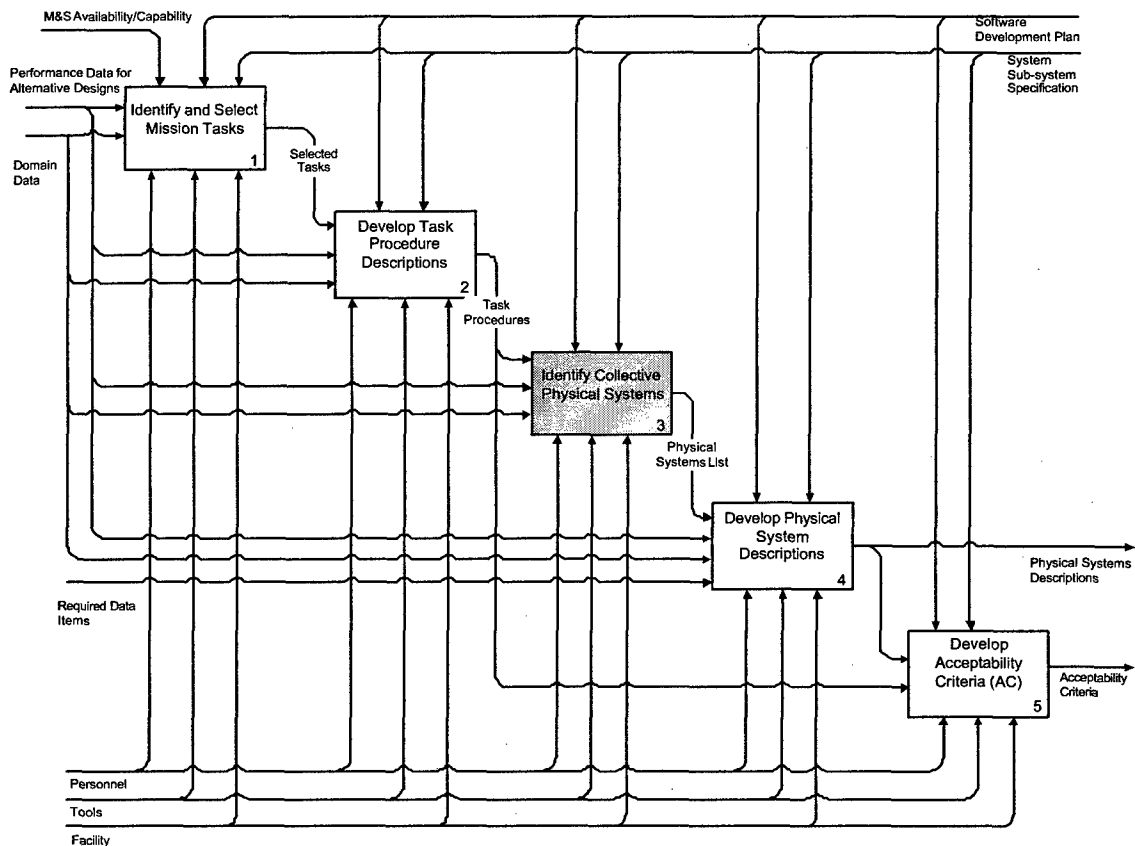 M&S Availability/Capability
Software
Development Plan
System
Sub-system
Specification
Performance Data for
Alternative Designs
Identify and Select
Mission Tasks
1
Domain
Data
Selected
Tasks
Develop Task
Procedure
Descriptions
2
Task
Procedures
Identify Collective
Physical Systems
3
Physical
Systems List
Develop Physical
System
Descriptions
4
Physical Systems
Descriptions
Required Data
Items
Develop
Acceptability
Criteria (AC)
5
Acceptability
Criteria
Personnel
Tools
Facility